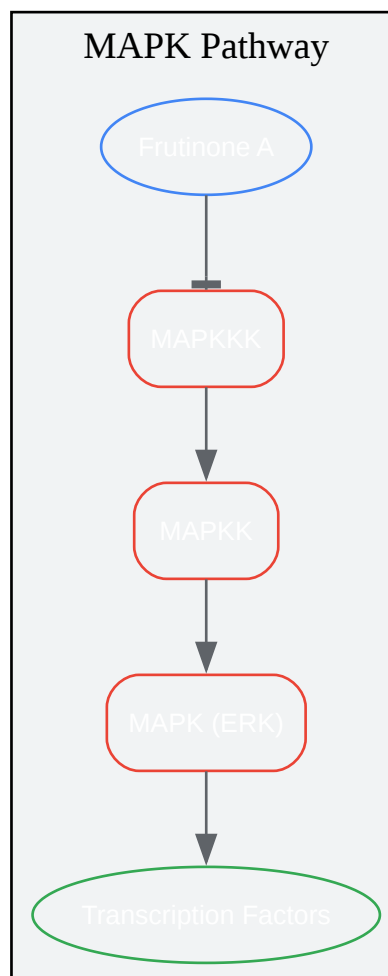 MAPK Pathway
Frutinone A
MAPKKK
MAPKK
MAPK (ERK)
Transcription Factors